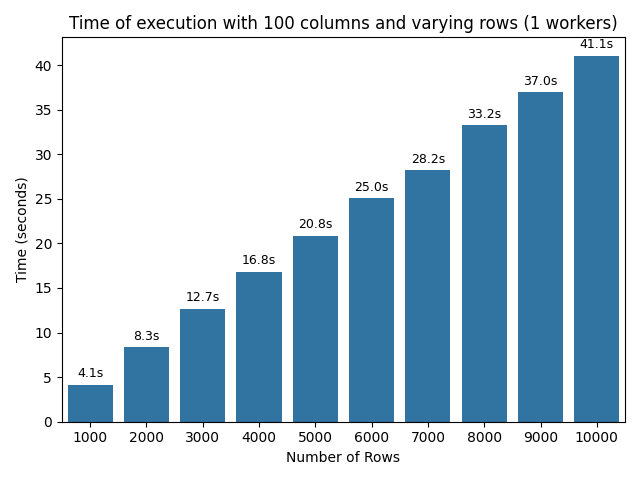 Time of execution with 100 columns and varying rows (1 workers)
41.1s
37.0s
33.2s
28.2s
25.0s
20.8s
16.8s
12.7s
8.3s
4.1s
40
35
30
25
20
15
10
5
0
Time (seconds)
1000 2000 3000 4000 5000 6000 7000 8000 9000 10000
Number of Rows